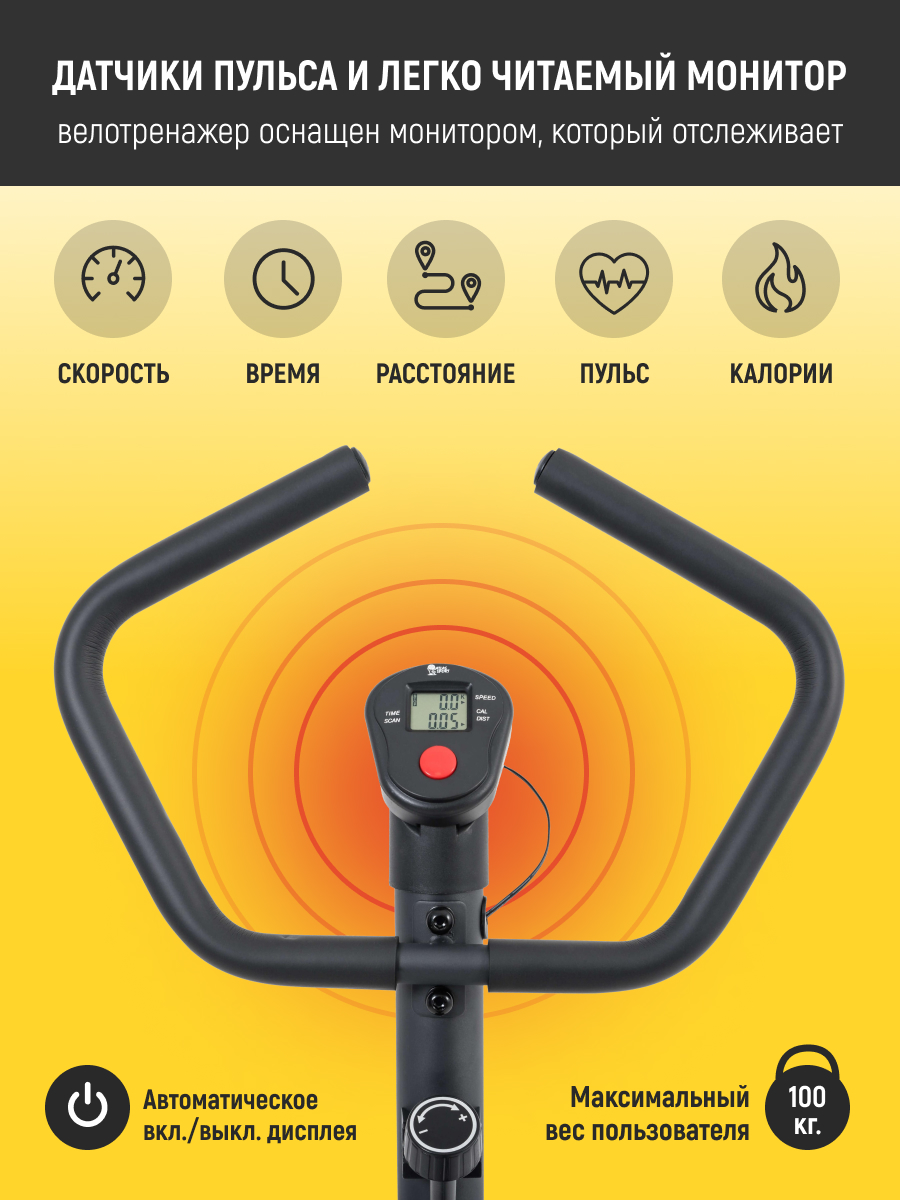 ДАТЧИКИ ПУЛЬСА И ЛЕГКО ЧИТАЕМЫЙ МОНИТОР
велотренажер оснащен монитором, который отслеживает
СКОРОСТЬ
ВРЕМЯ
РАССТОЯНИЕ
ПУЛЬС
КАЛОРИИ
0.0
SPEED
TIME
SCAN
0.05
CAL
DIST
Автоматическое
вкл./выкл. дисплея
+
−
Максимальный
вес пользователя
100
кг.